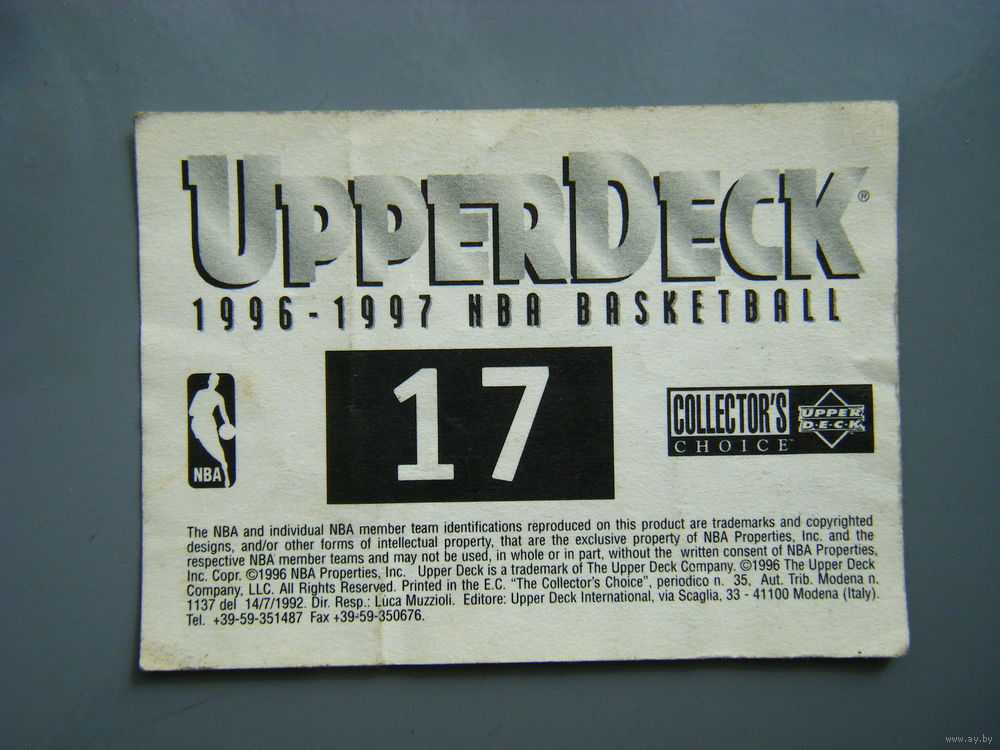 UPPER DECK ®
1996-1997 NBA BASKETBALL
17
NBA
COLLECTOR'S
CHOICE™
UPPER
D·E·C·K
The NBA and individual NBA member team identifications reproduced on this product are trademarks and copyrighted
designs, and/or other forms of intellectual property, that are the exclusive property of NBA Properties, Inc. and the
respective NBA member teams and may not be used, in whole or in part, without the written consent of NBA Properties,
Inc. Copr. ©1996 NBA Properties, Inc. Upper Deck is a trademark of The Upper Deck Company. ©1996 The Upper Deck
Company, LLC. All Rights Reserved. Printed in the E.C. "The Collector's Choice", periodico n. 35, Aut. Trib. Modena n.
1137 del 14/7/1992. Dir. Resp.: Luca Muzzioli. Editore: Upper Deck International, via Scaglia, 33 - 41100 Modena (Italy).
Tel. +39-59-351487 Fax +39-59-350676.
www.ay.by